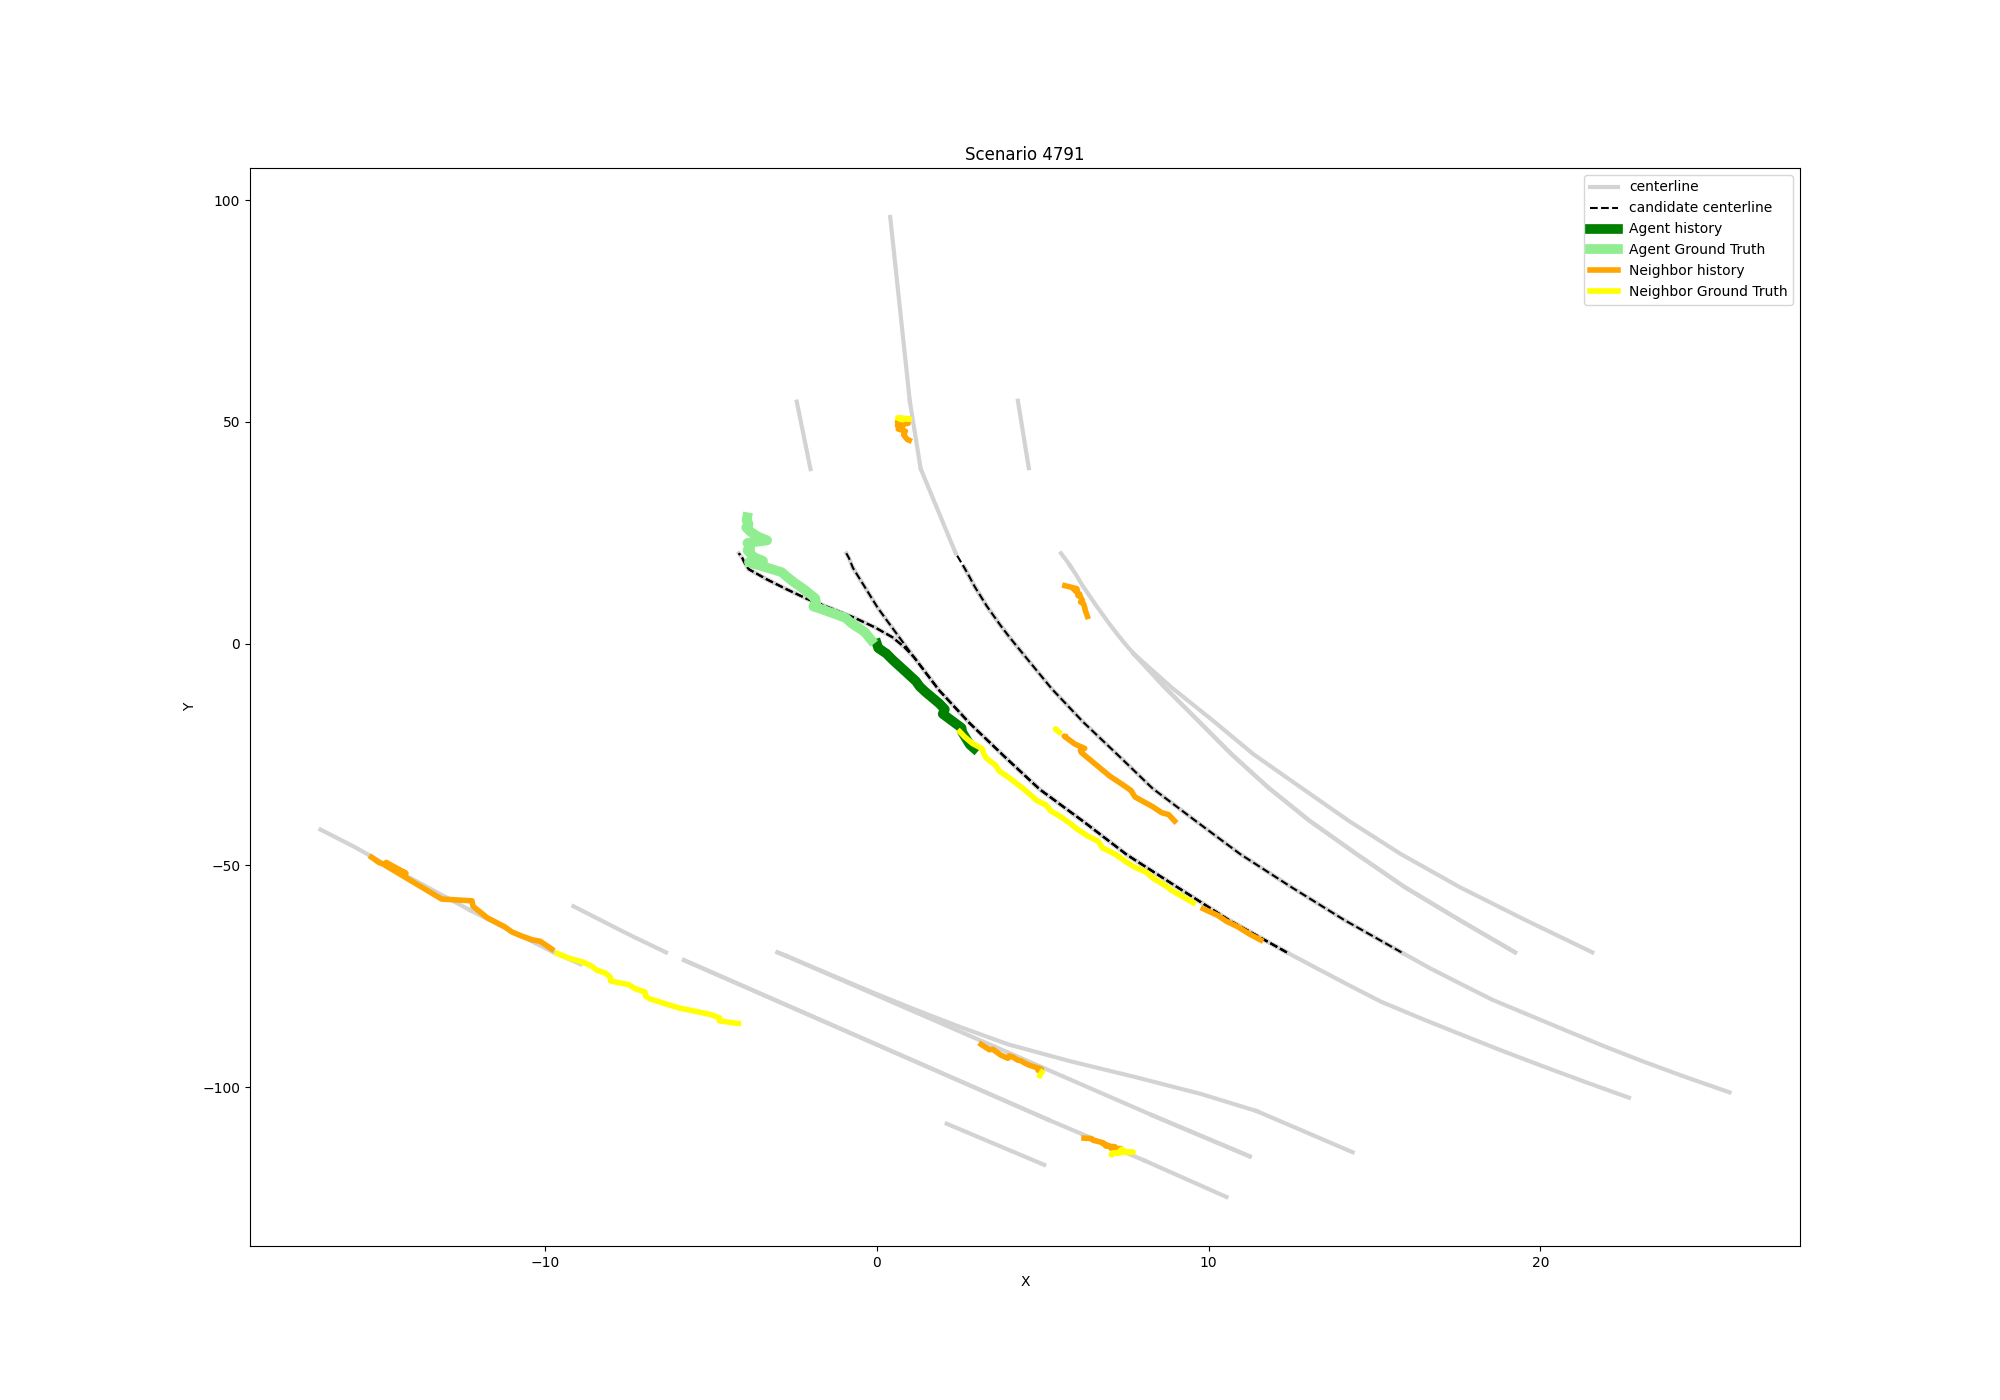 Scenario 4791
centerline
candidate centerline
Agent history
Agent Ground Truth
Neighbor history
Neighbor Ground Truth
100
50
0
−50
−100
Y
−10
0
10
20
X